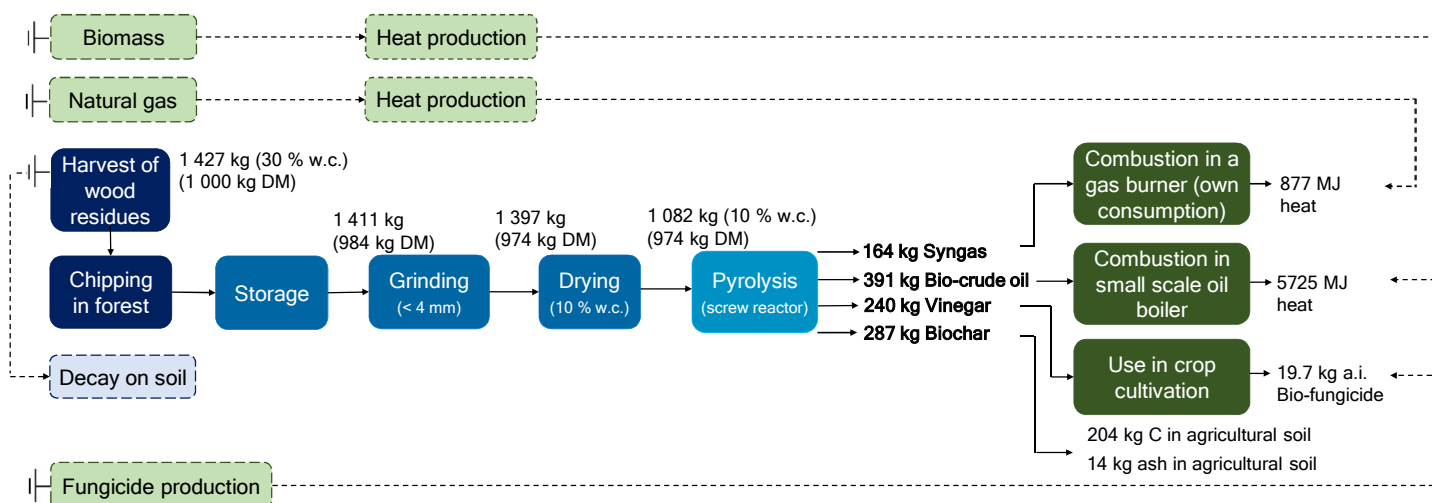 Biomass
Heat production
Natural gas
Heat production
Harvest of
wood
residues
1 427 kg (30 % w.c.)
(1 000 kg DM)
Chipping
in forest
Storage
1 411 kg
(984 kg DM)
Grinding
(< 4 mm)
1 397 kg
(974 kg DM)
Drying
(10 % w.c.)
1 082 kg (10 % w.c.)
(974 kg DM)
Pyrolysis
(screw reactor)
164 kg Syngas
391 kg Bio-crude oil
240 kg Vinegar
287 kg Biochar
Combustion in a
gas burner (own
consumption)
877 MJ
heat
Combustion in
small scale oil
boiler
5725 MJ
heat
Use in crop
cultivation
19.7 kg a.i.
Bio-fungicide
204 kg C in agricultural soil
14 kg ash in agricultural soil
Decay on soil
Fungicide production